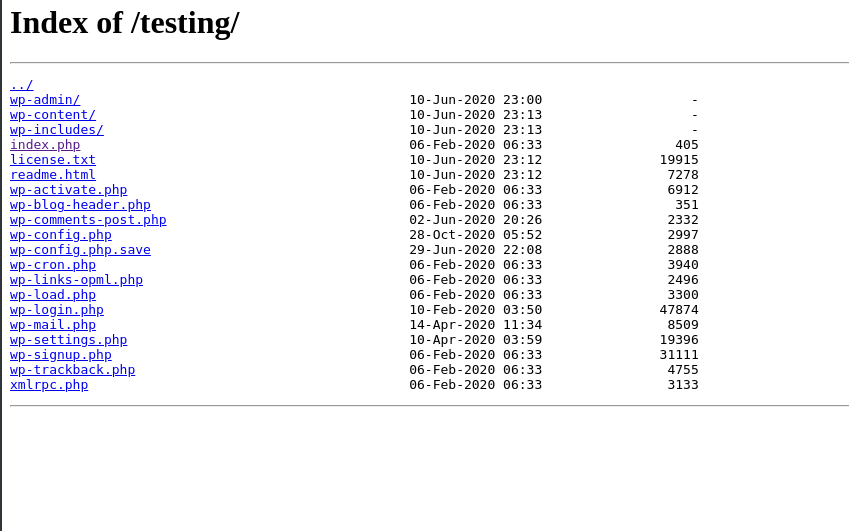 Index of /testing/
../
wp-admin/ 10-Jun-2020 23:00 -
wp-content/ 10-Jun-2020 23:13 -
wp-includes/ 10-Jun-2020 23:13 -
index.php 06-Feb-2020 06:33 405
license.txt 10-Jun-2020 23:12 19915
readme.html 10-Jun-2020 23:12 7278
wp-activate.php 06-Feb-2020 06:33 6912
wp-blog-header.php 06-Feb-2020 06:33 351
wp-comments-post.php 02-Jun-2020 20:26 2332
wp-config.php 28-Oct-2020 05:52 2997
wp-config.php.save 29-Jun-2020 22:08 2888
wp-cron.php 06-Feb-2020 06:33 3940
wp-links-opml.php 06-Feb-2020 06:33 2496
wp-load.php 06-Feb-2020 06:33 3300
wp-login.php 10-Feb-2020 03:50 47874
wp-mail.php 14-Apr-2020 11:34 8509
wp-settings.php 10-Apr-2020 03:59 19396
wp-signup.php 06-Feb-2020 06:33 31111
wp-trackback.php 06-Feb-2020 06:33 4755
xmlrpc.php 06-Feb-2020 06:33 3133